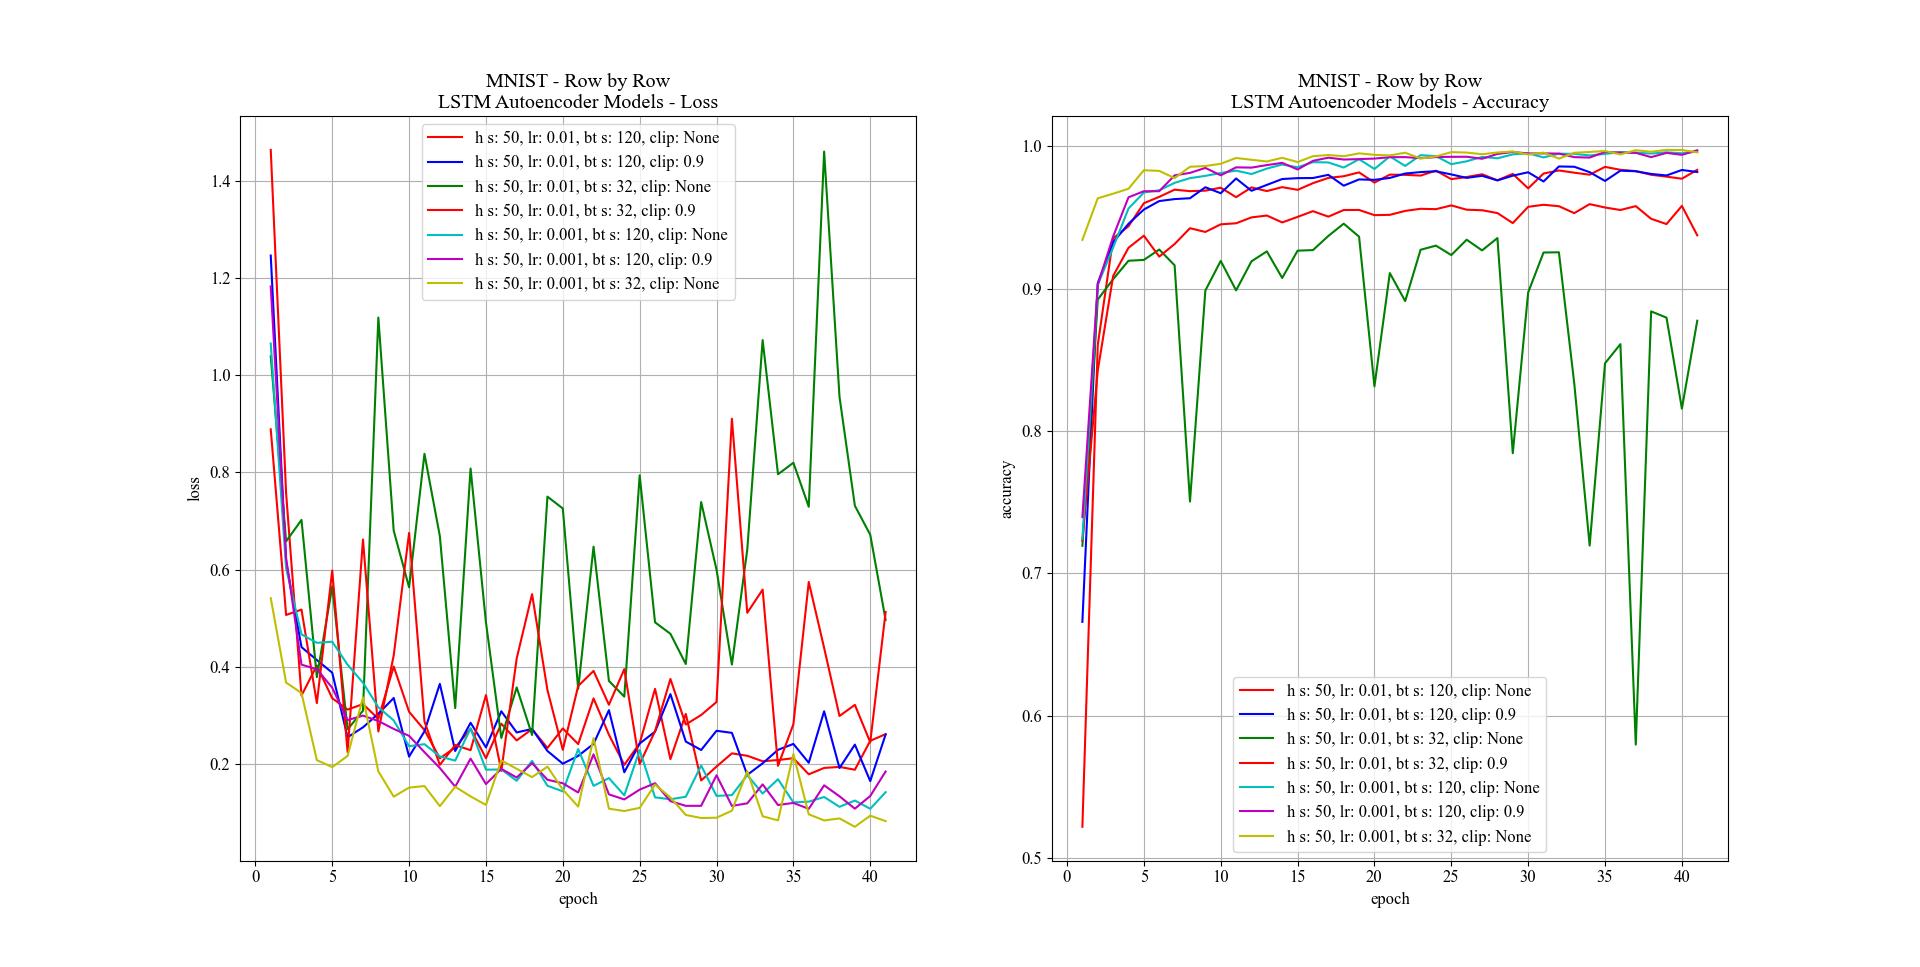 MNIST - Row by Row
LSTM Autoencoder Models - Loss
h s: 50, lr: 0.01, bt s: 120, clip: None
h s: 50, lr: 0.01, bt s: 120, clip: 0.9
h s: 50, lr: 0.01, bt s: 32, clip: None
h s: 50, lr: 0.01, bt s: 32, clip: 0.9
h s: 50, lr: 0.001, bt s: 120, clip: None
h s: 50, lr: 0.001, bt s: 120, clip: 0.9
h s: 50, lr: 0.001, bt s: 32, clip: None
1.4
1.2
1.0
0.8
0.6
0.4
0.2
loss
0 5 10 15 20 25 30 35 40
epoch
MNIST - Row by Row
LSTM Autoencoder Models - Accuracy
1.0
0.9
0.8
0.7
0.6
0.5
accuracy
h s: 50, lr: 0.01, bt s: 120, clip: None
h s: 50, lr: 0.01, bt s: 120, clip: 0.9
h s: 50, lr: 0.01, bt s: 32, clip: None
h s: 50, lr: 0.01, bt s: 32, clip: 0.9
h s: 50, lr: 0.001, bt s: 120, clip: None
h s: 50, lr: 0.001, bt s: 120, clip: 0.9
h s: 50, lr: 0.001, bt s: 32, clip: None
0 5 10 15 20 25 30 35 40
epoch